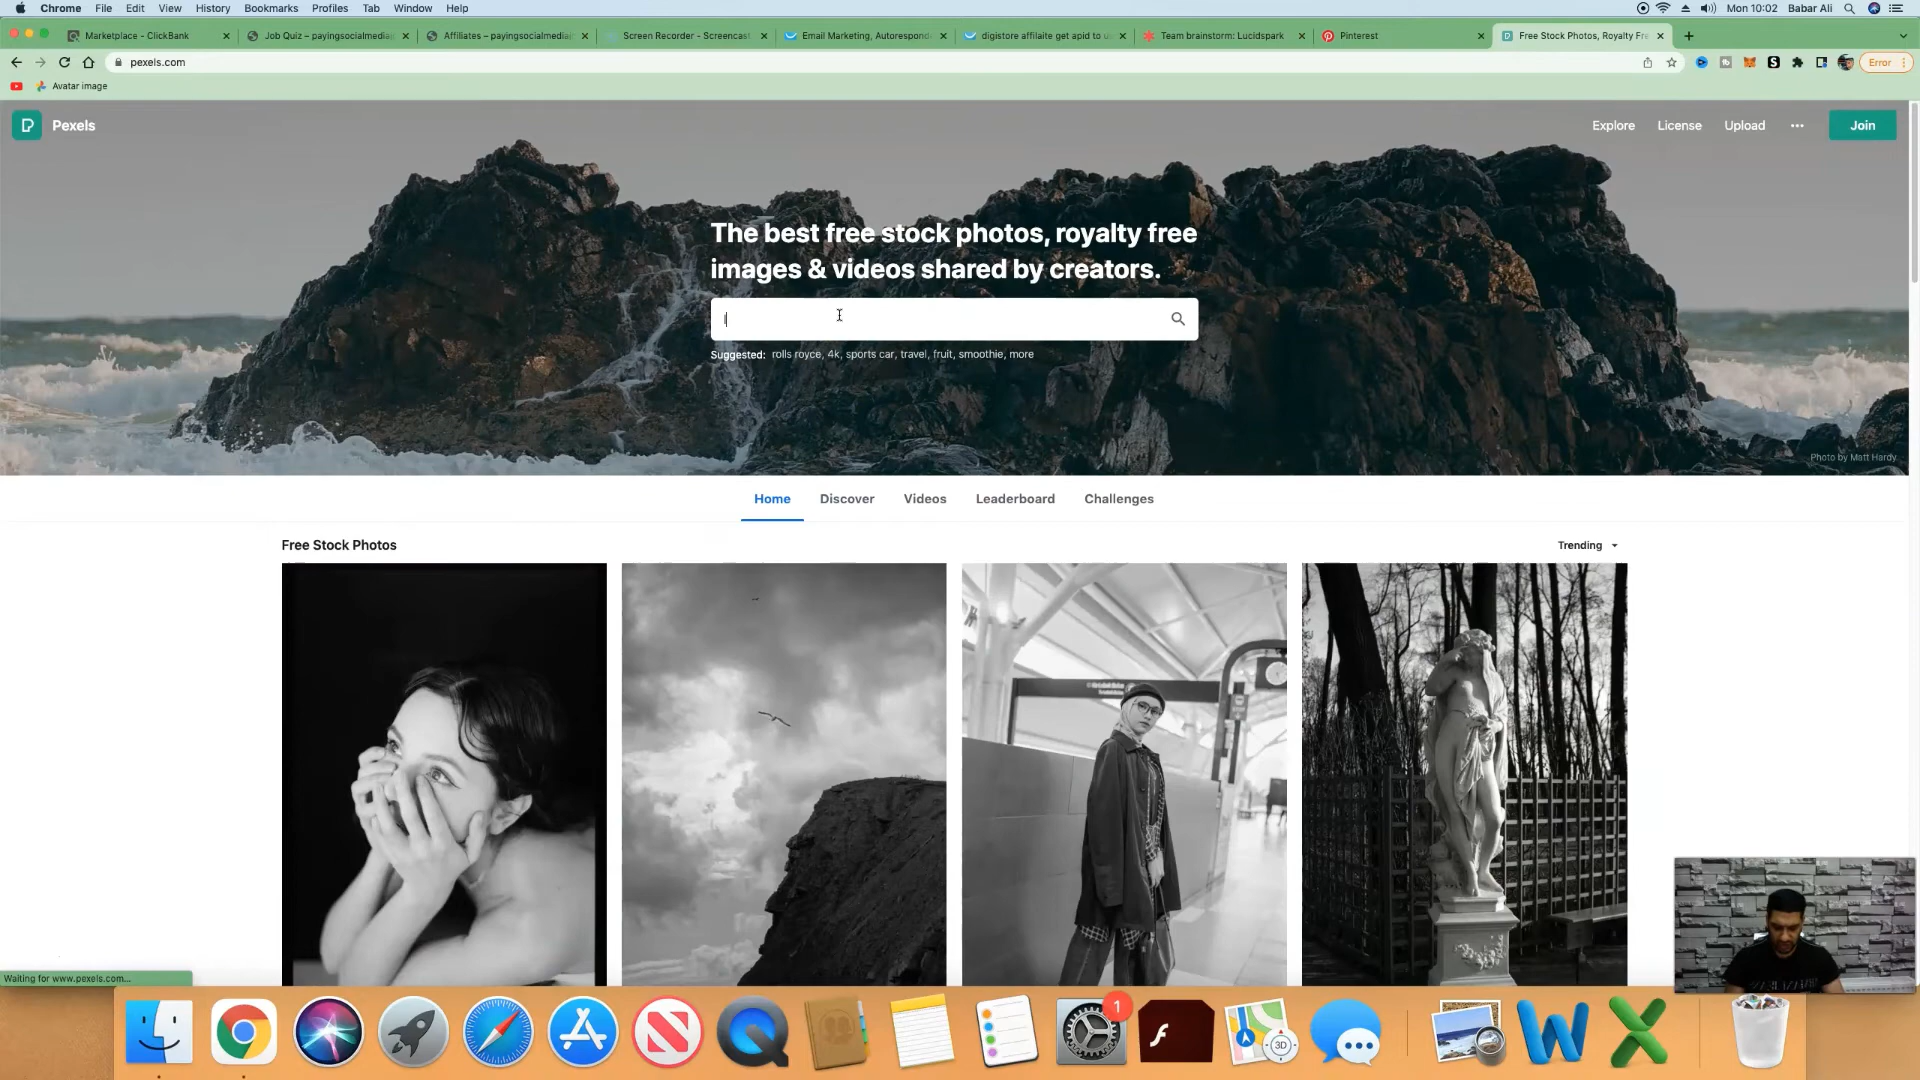 Chrome File Edit View History Bookmarks Profiles Tab Window Help Mon 10:02 Babar Ali
Marketplace - ClickBank Job Quiz – payingsocialmedia Affiliates – payingsocialmedia Screen Recorder - Screencast Email Marketing, Autorespond digistore affilaite get apid to u Team brainstorm: Lucidspark Pinterest Free Stock Photos, Royalty Fre
pexels.com Error
Avatar image
Pexels Explore License Upload Join
The best free stock photos, royalty free
images & videos shared by creators.
Suggested: rolls royce, 4k, sports car, travel, fruit, smoothie, more
Photo by Matt Hardy
Home Discover Videos Leaderboard Challenges
Free Stock Photos Trending
Waiting for www.pexels.com...
1
3D